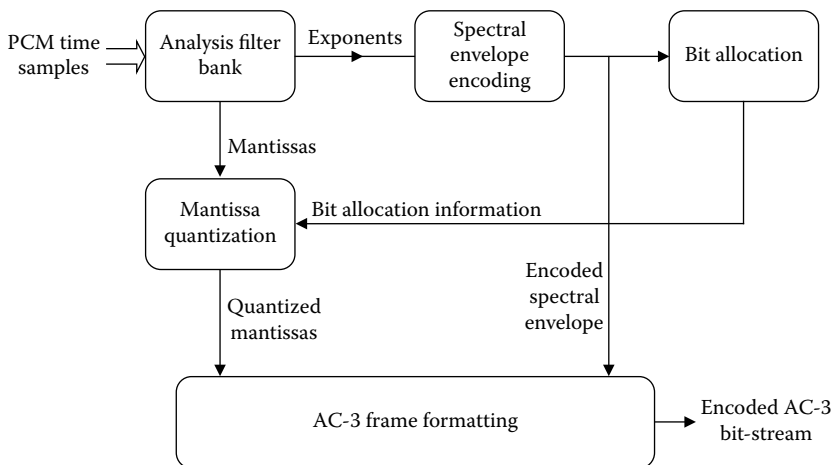 PCM time
samples
Analysis filter
bank
Exponents
Spectral
envelope
encoding
Bit allocation
Mantissas
Mantissa
quantization
Bit allocation information
Quantized
mantissas
Encoded
spectral
envelope
AC-3 frame formatting
Encoded AC-3
bit-stream